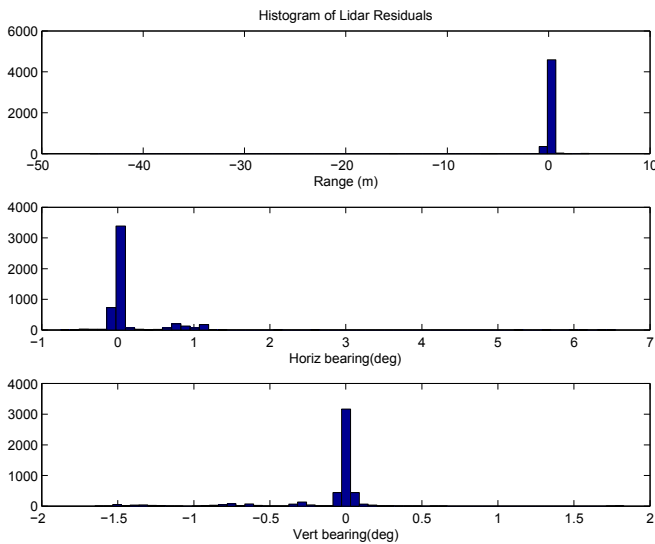 Histogram of Lidar Residuals
6000
4000
2000
0
−50 −40 −30 −20 −10 0 10
Range (m)
4000
3000
2000
1000
0
−1 0 1 2 3 4 5 6 7
Horiz bearing(deg)
4000
3000
2000
1000
0
−2 −1.5 −1 −0.5 0 0.5 1 1.5 2
Vert bearing(deg)